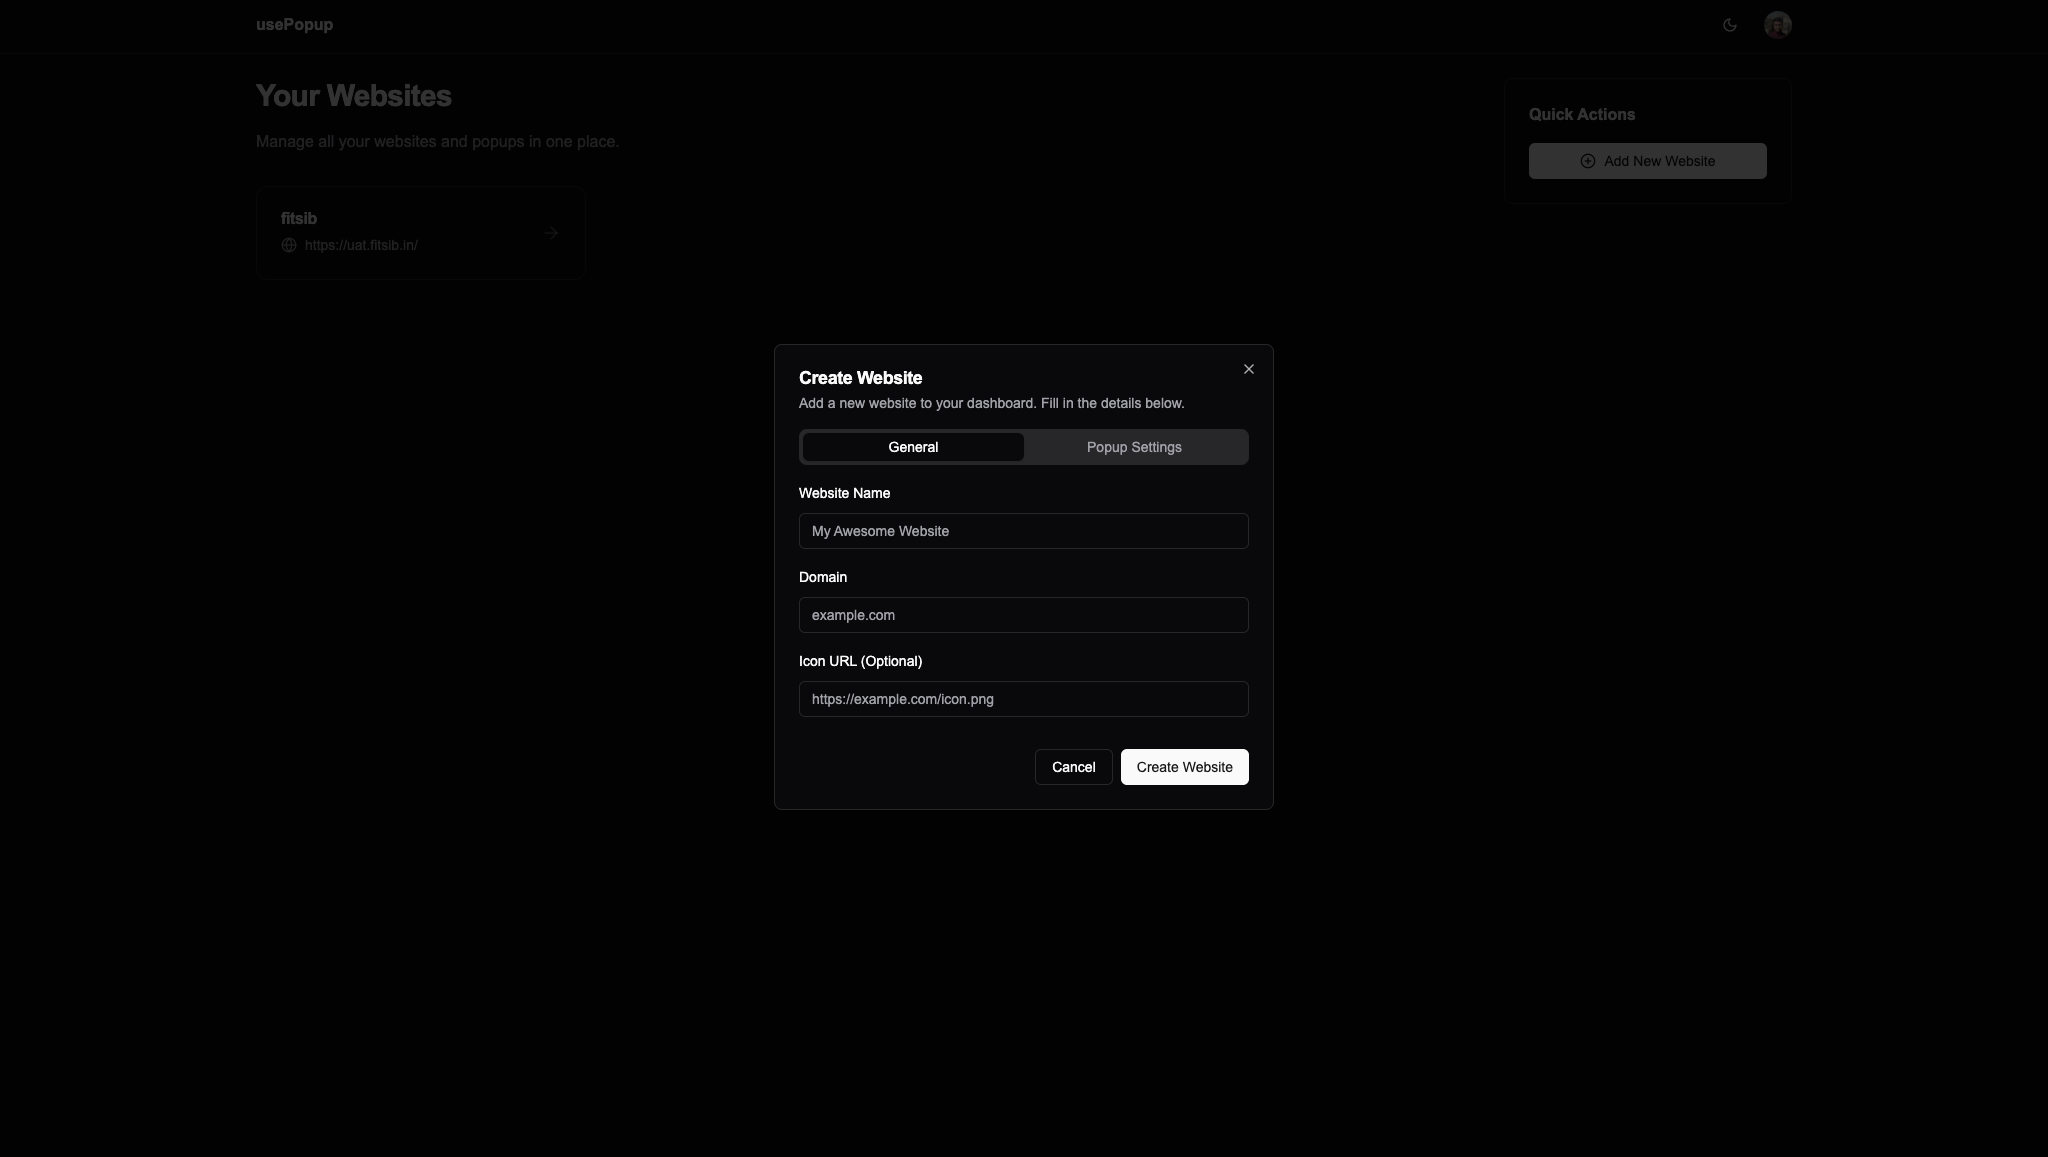 usePopup
Your Websites
Manage all your websites and popups in one place.
fitsib
https://uat.fitsib.in/
Quick Actions
Add New Website
Create Website
Add a new website to your dashboard. Fill in the details below.
General
Popup Settings
Website Name
My Awesome Website
Domain
example.com
Icon URL (Optional)
https://example.com/icon.png
Cancel
Create Website